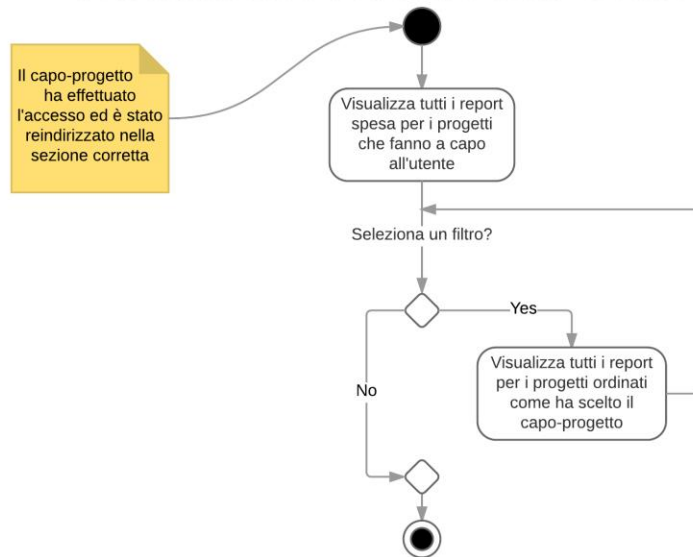 Il capo-progetto
ha effettuato
l'accesso ed è stato
reindirizzato nella
sezione corretta
Visualizza tutti i report
spesa per i progetti
che fanno a capo
all'utente
Seleziona un filtro?
Yes
Visualizza tutti i report
per i progetti ordinati
come ha scelto il
capo-progetto
No